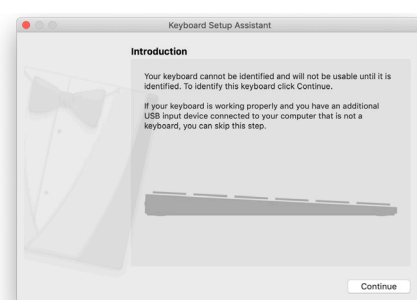 Keyboard Setup Assistant
Introduction
Your keyboard cannot be identified and will not be usable until it is
identified. To identify this keyboard click Continue.
If your keyboard is working properly and you have an additional
USB input device connected to your computer that is not a
keyboard, you can skip this step.
Continue